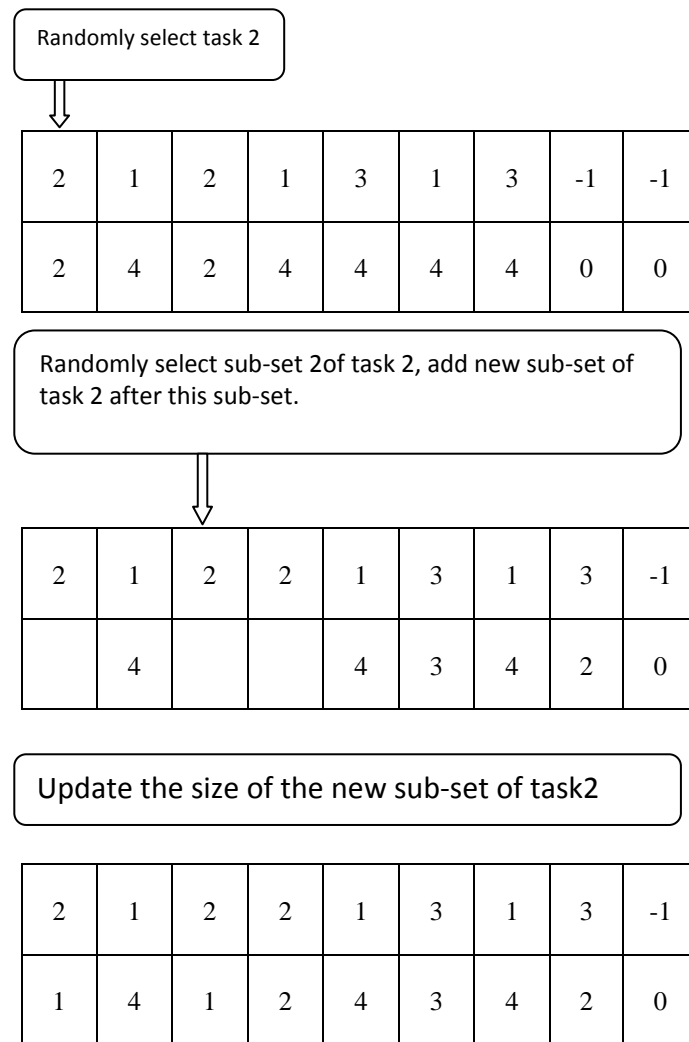 Randomly select task 2
2 1 2 1 3 1 3 -1 -1
2 4 2 4 4 4 4 0 0
Randomly select sub-set 2of task 2, add new sub-set of
task 2 after this sub-set.
2 1 2 2 1 3 1 3 -1
4 4 3 4 2 0
Update the size of the new sub-set of task2
2 1 2 2 1 3 1 3 -1
1 4 1 2 4 3 4 2 0